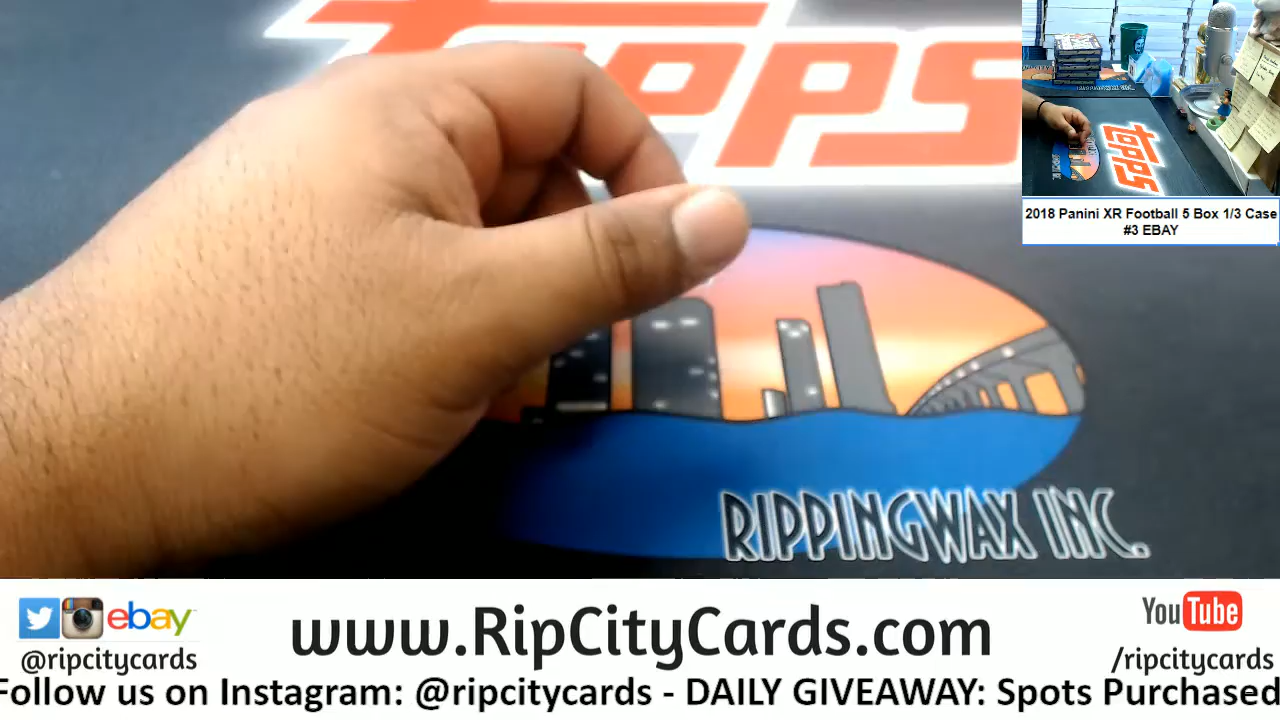 TOPPS
TOPPS
2018 Panini XR Football 5 Box 1/3 Case
#3 EBAY
RIPPINGWAX INC.
ebay
@ripcitycards
www.RipCityCards.com
YouTube
/ripcitycards
Follow us on Instagram: @ripcitycards - DAILY GIVEAWAY: Spots Purchased